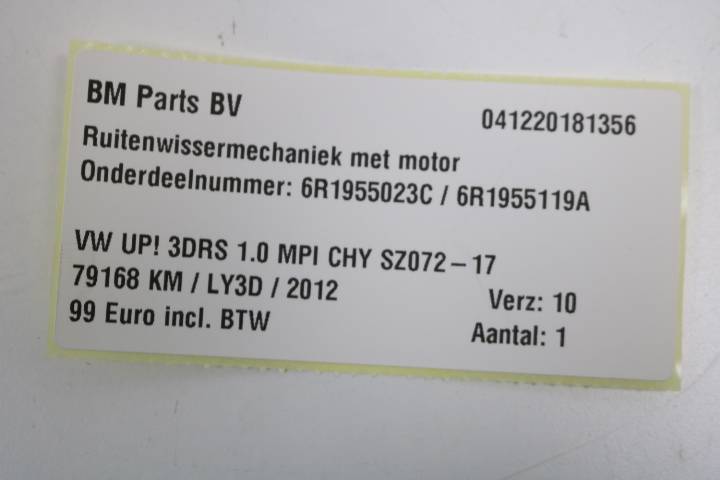 BM Parts BV 041220181356
Ruitenwissermechaniek met motor
Onderdeelnummer: 6R1955023C / 6R1955119A
VW UP! 3DRS 1.0 MPI CHY SZ072-17
79168 KM / LY3D / 2012 Verz: 10
99 Euro incl. BTW Aantal: 1